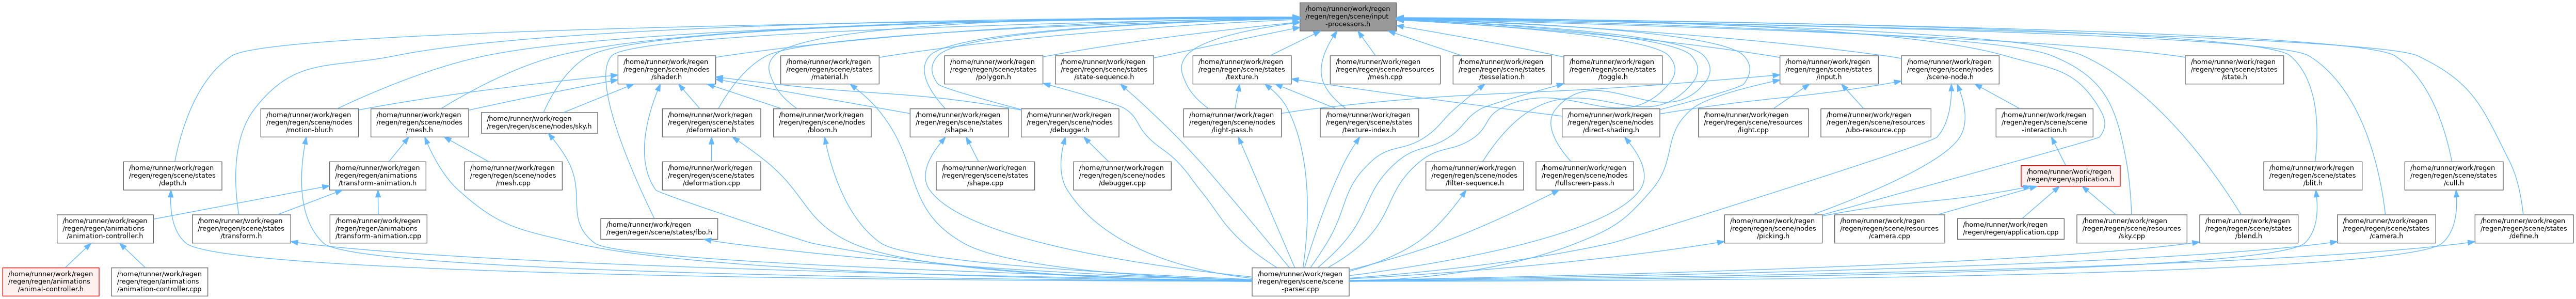 /home/runner/work/regen
/regen/regen/scene/input
-processors.h
/home/runner/work/regen
/regen/regen/scene/nodes
/shader.h
/home/runner/work/regen
/regen/regen/scene/states
/material.h
/home/runner/work/regen
/regen/regen/scene/states
/polygon.h
/home/runner/work/regen
/regen/regen/scene/states
/state-sequence.h
/home/runner/work/regen
/regen/regen/scene/states
/texture.h
/home/runner/work/regen
/regen/regen/scene/resources
/mesh.cpp
/home/runner/work/regen
/regen/regen/scene/states
/tesselation.h
/home/runner/work/regen
/regen/regen/scene/states
/toggle.h
/home/runner/work/regen
/regen/regen/scene/states
/input.h
/home/runner/work/regen
/regen/regen/scene/nodes
/scene-node.h
/home/runner/work/regen
/regen/regen/scene/states
/state.h
/home/runner/work/regen
/regen/regen/scene/nodes
/motion-blur.h
/home/runner/work/regen
/regen/regen/scene/nodes
/mesh.h
/home/runner/work/regen
/regen/regen/scene/nodes/sky.h
/home/runner/work/regen
/regen/regen/scene/states
/deformation.h
/home/runner/work/regen
/regen/regen/scene/nodes
/bloom.h
/home/runner/work/regen
/regen/regen/scene/states
/shape.h
/home/runner/work/regen
/regen/regen/scene/nodes
/debugger.h
/home/runner/work/regen
/regen/regen/scene/nodes
/light-pass.h
/home/runner/work/regen
/regen/regen/scene/states
/texture-index.h
/home/runner/work/regen
/regen/regen/scene/nodes
/direct-shading.h
/home/runner/work/regen
/regen/regen/scene/resources
/light.cpp
/home/runner/work/regen
/regen/regen/scene/resources
/ubo-resource.cpp
/home/runner/work/regen
/regen/regen/scene/scene
-interaction.h
/home/runner/work/regen
/regen/regen/scene/states
/depth.h
/home/runner/work/regen
/regen/regen/animations
/transform-animation.h
/home/runner/work/regen
/regen/regen/scene/nodes
/mesh.cpp
/home/runner/work/regen
/regen/regen/scene/states
/deformation.cpp
/home/runner/work/regen
/regen/regen/scene/states
/shape.cpp
/home/runner/work/regen
/regen/regen/scene/nodes
/debugger.cpp
/home/runner/work/regen
/regen/regen/scene/nodes
/filter-sequence.h
/home/runner/work/regen
/regen/regen/scene/nodes
/fullscreen-pass.h
/home/runner/work/regen
/regen/regen/application.h
/home/runner/work/regen
/regen/regen/scene/states
/blit.h
/home/runner/work/regen
/regen/regen/scene/states
/cull.h
/home/runner/work/regen
/regen/regen/animations
/animation-controller.h
/home/runner/work/regen
/regen/regen/scene/states
/transform.h
/home/runner/work/regen
/regen/regen/animations
/transform-animation.cpp
/home/runner/work/regen
/regen/regen/scene/states/fbo.h
/home/runner/work/regen
/regen/regen/scene/nodes
/picking.h
/home/runner/work/regen
/regen/regen/scene/resources
/camera.cpp
/home/runner/work/regen
/regen/regen/application.cpp
/home/runner/work/regen
/regen/regen/scene/resources
/sky.cpp
/home/runner/work/regen
/regen/regen/scene/states
/blend.h
/home/runner/work/regen
/regen/regen/scene/states
/camera.h
/home/runner/work/regen
/regen/regen/scene/states
/define.h
/home/runner/work/regen
/regen/regen/animations
/animal-controller.h
/home/runner/work/regen
/regen/regen/animations
/animation-controller.cpp
/home/runner/work/regen
/regen/regen/scene/scene
-parser.cpp